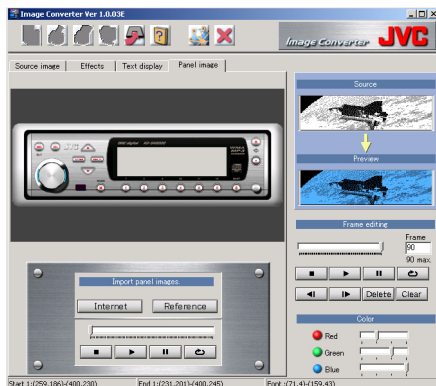 Image Converter Ver 1.0.03E
Image Converter JVC
Source image Effects Text display Panel image
Source
Preview
Frame editing
Frame
90
90 max.
Delete Clear
Import panel images.
Internet Reference
Color
Red
Green
Blue
Start 1:(259,186)-(400,230) End 1:(231,201)-(400,245) Font :(71,4)-(159,43)